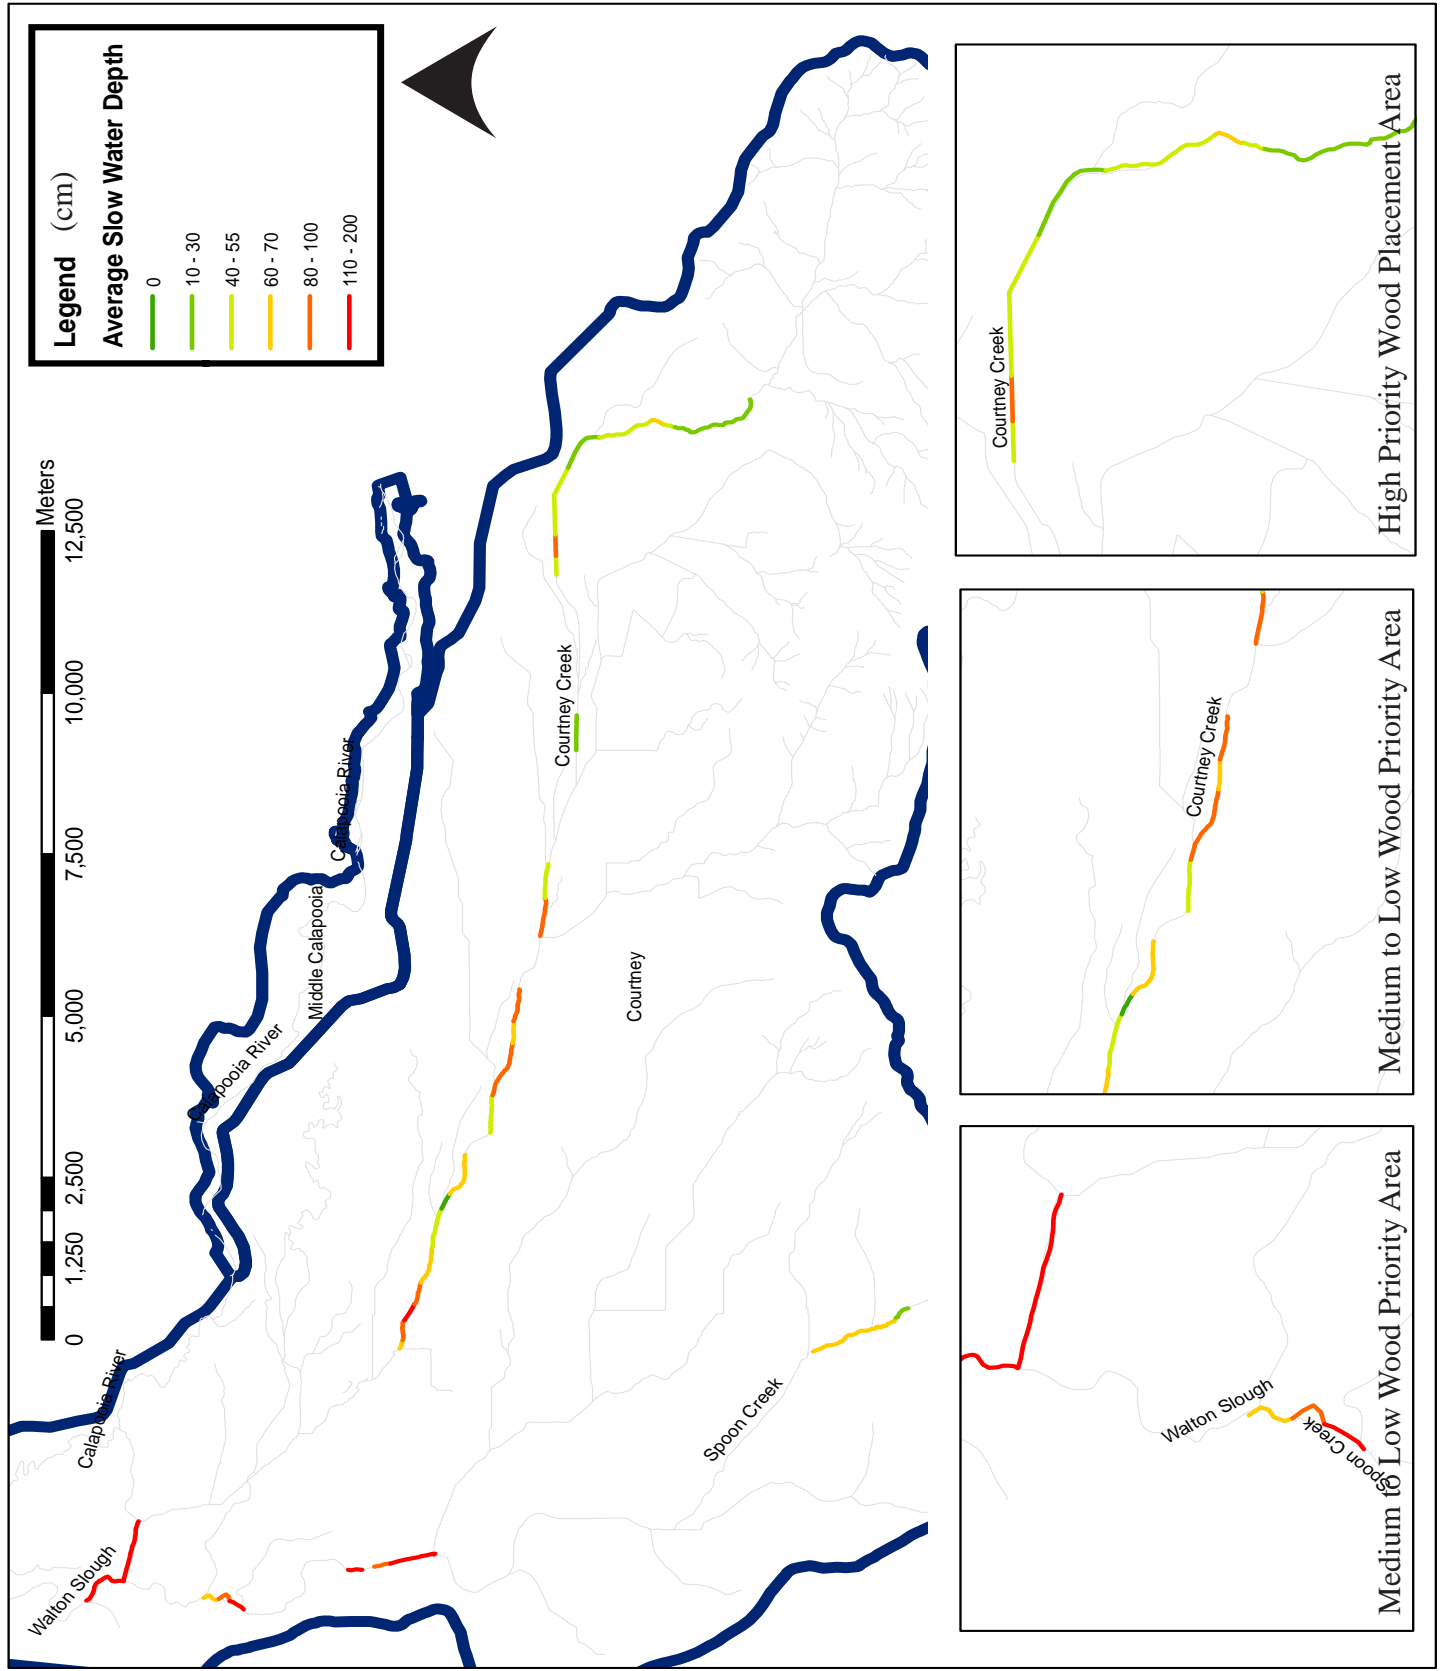 Legend (cm)
Average Slow Water Depth
0
10 - 30
40 - 55
60 - 70
80 - 100
110 - 200
0 1,250 2,500 5,000 7,500 10,000 12,500
Meters
Calapooia River
Calapooia River
Calapooia River
Middle Calapooia
Walton Slough
Courtney Creek
Courtney
Spoon Creek
Walton Slough
Spoon Creek
Medium to Low Wood Priority Area
Courtney Creek
Medium to Low Wood Priority Area
Courtney Creek
High Priority Wood Placement Area